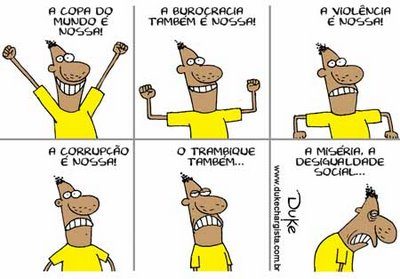 A COPA DO
MUNDO É
NOSSA!
A BUROCRACIA
TAMBÉM É NOSSA!
A VIOLÊNCIA
É NOSSA!
A CORRUPÇÃO
É NOSSA!
O TRAMBIQUE
TAMBÉM...
A MISÉRIA, A
DESIGUALDADE
SOCIAL...
Duke
www.dukechargista.com.br